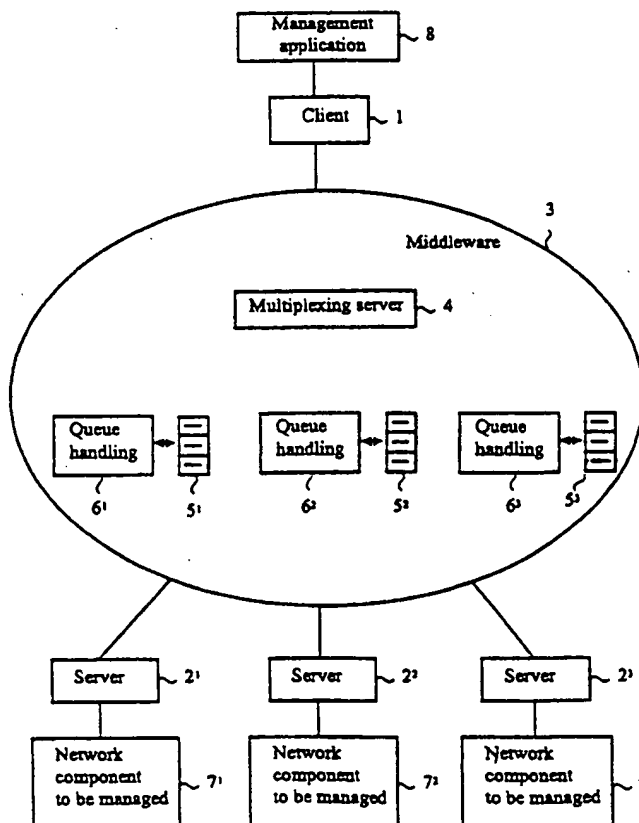 Management
application
8
Client
1
3
Middleware
Multiplexing server
4
Queue
handling
Queue
handling
Queue
handling
6¹
5¹
6²
5²
6³
5³
Server
2¹
Server
2²
Server
2³
Network
component
to be managed
7¹
Network
component
to be managed
7²
Network
component
to be managed